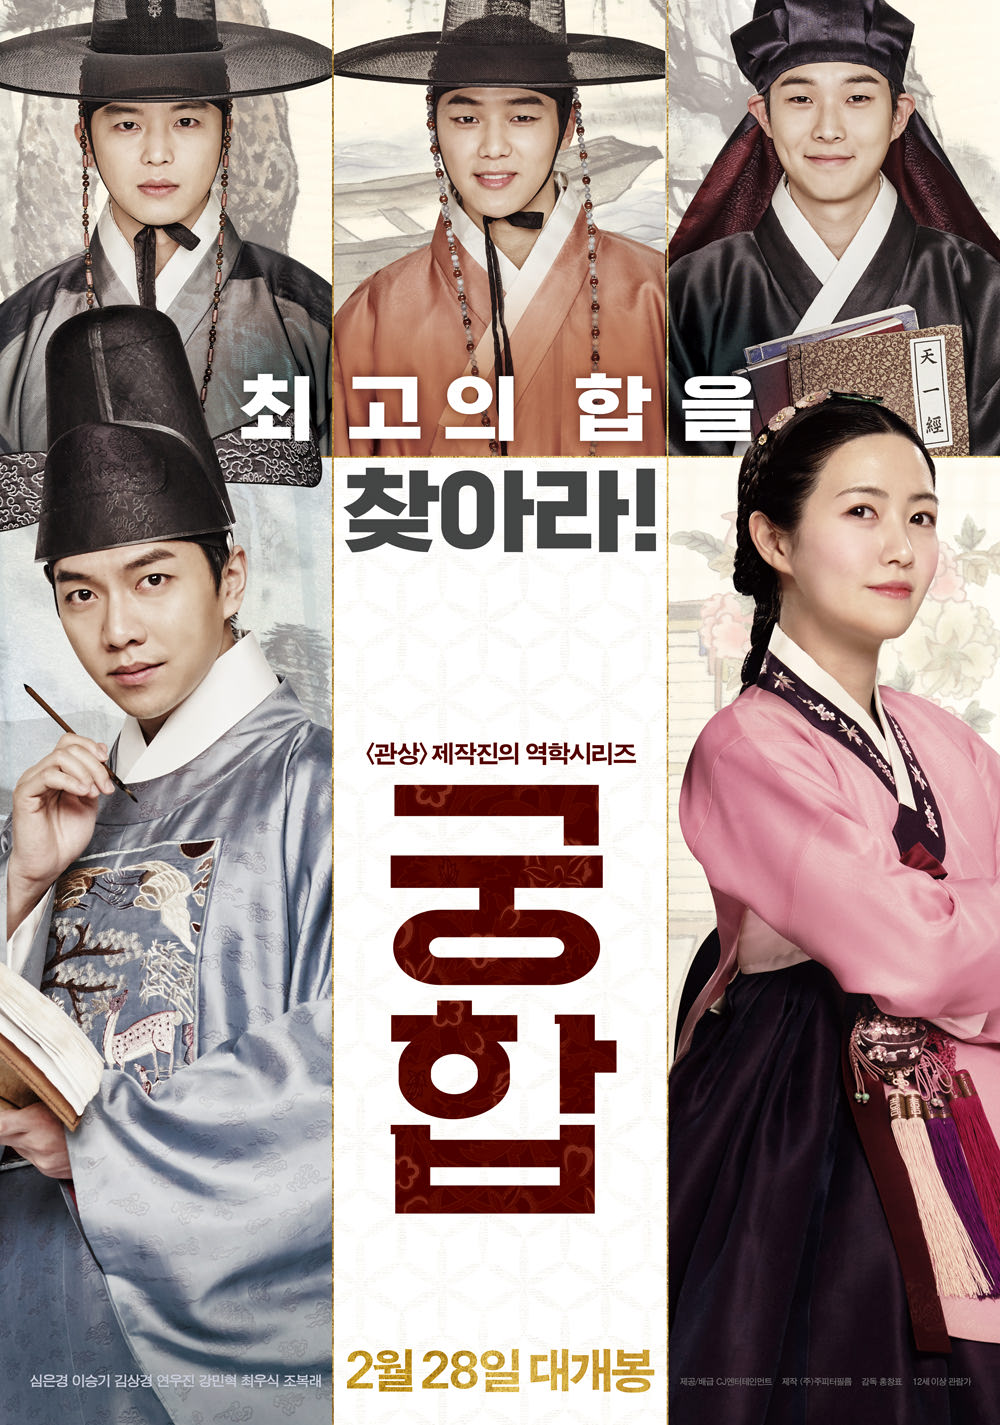 최고의 합을
찾아라!
天一經
〈관상〉 제작진의 역학시리즈
궁합
2월 28일 대개봉
심은경 이승기 김상경 연우진 강민혁 최우식 조복래
제공/배급 CJ엔터테인먼트 제작 (주)주피터필름 감독 홍창표 12세 이상 관람가